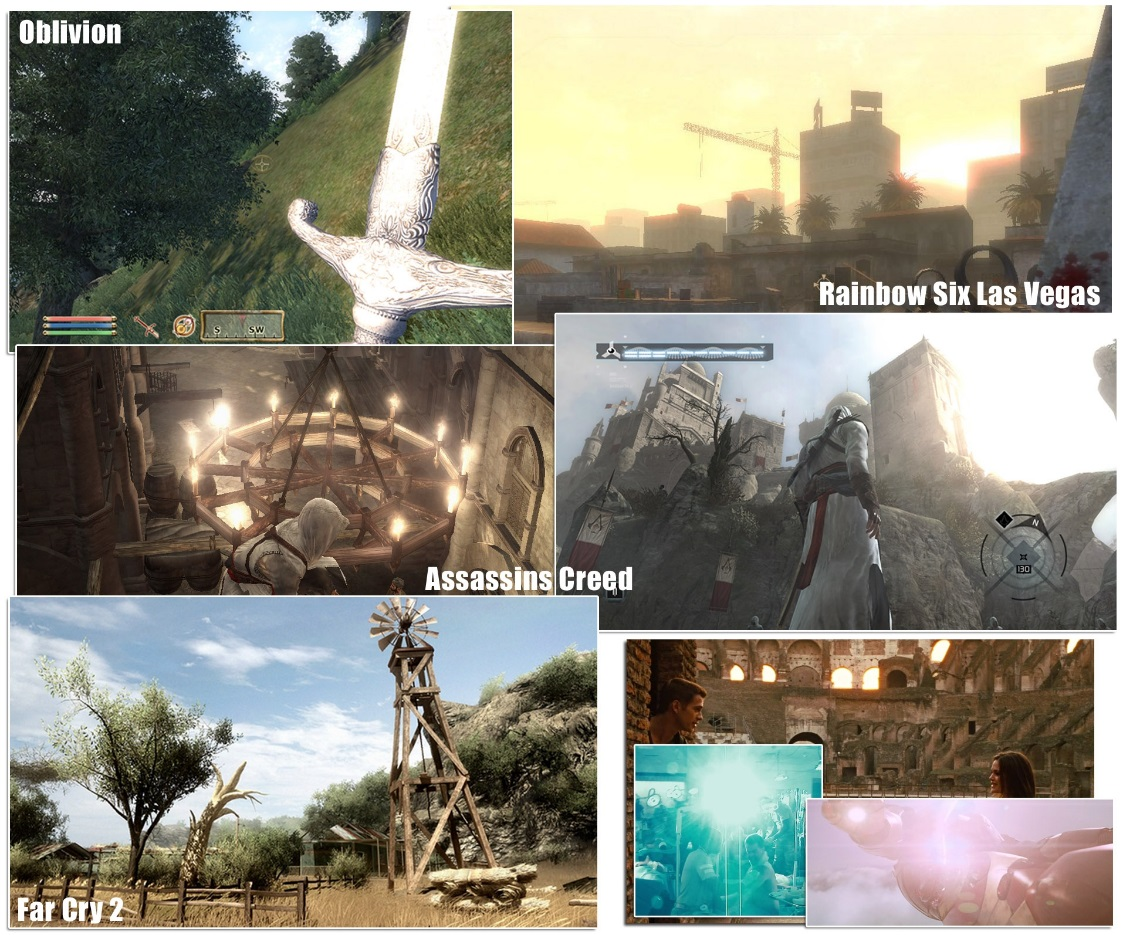 Oblivion
Rainbow Six Las Vegas
S SW
N
130
Assassins Creed
Far Cry 2